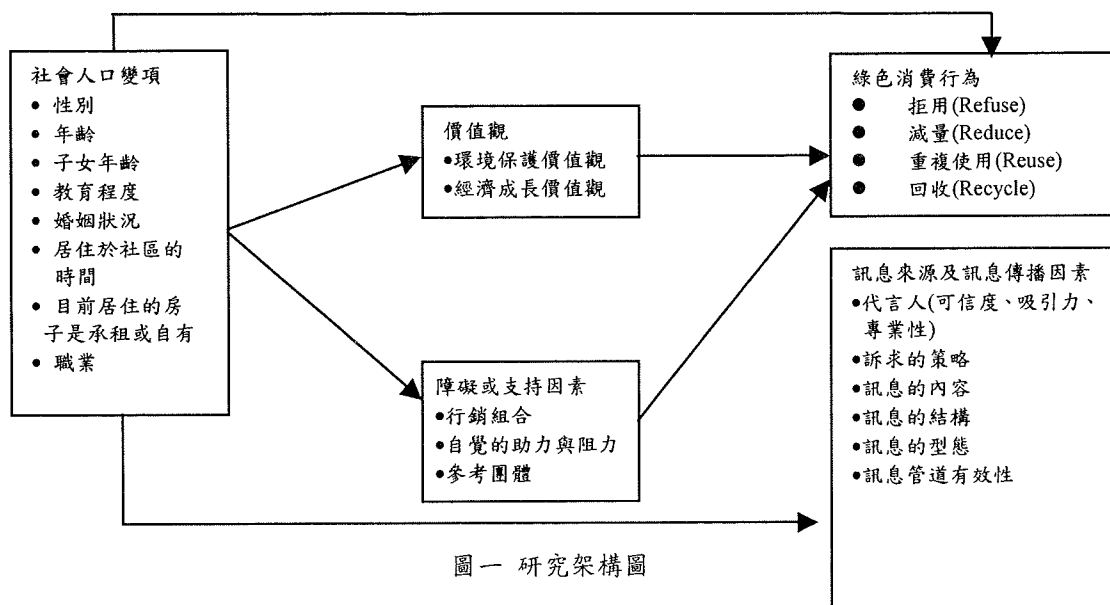 社會人口變項
• 性別
• 年齡
• 子女年齡
• 教育程度
• 婚姻狀況
• 居住於社區的
時間
• 目前居住的房
子是承租或自有
• 職業
價值觀
•環境保護價值觀
•經濟成長價值觀
障礙或支持因素
•行銷組合
•自覺的助力與阻力
•參考團體
綠色消費行為
● 拒用(Refuse)
● 減量(Reduce)
● 重複使用(Reuse)
● 回收(Recycle)
訊息來源及訊息傳播因素
•代言人(可信度、吸引力、
專業性)
•訴求的策略
•訊息的內容
•訊息的結構
•訊息的型態
•訊息管道有效性
圖一 研究架構圖